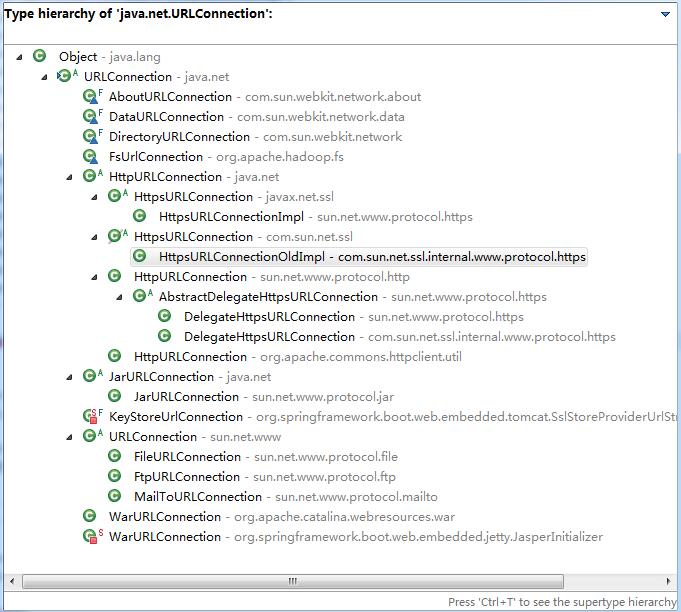 Type hierarchy of 'java.net.URLConnection':
Object - java.lang
A URLConnection - java.net
F AboutURLConnection - com.sun.webkit.network.about
F DataURLConnection - com.sun.webkit.network.data
F DirectoryURLConnection - com.sun.webkit.network
FsUrlConnection - org.apache.hadoop.fs
A HttpURLConnection - java.net
A HttpsURLConnection - javax.net.ssl
HttpsURLConnectionImpl - sun.net.www.protocol.https
A HttpsURLConnection - com.sun.net.ssl
HttpsURLConnectionOldImpl - com.sun.net.ssl.internal.www.protocol.https
HttpURLConnection - sun.net.www.protocol.http
A AbstractDelegateHttpsURLConnection - sun.net.www.protocol.https
DelegateHttpsURLConnection - sun.net.www.protocol.https
DelegateHttpsURLConnection - com.sun.net.ssl.internal.www.protocol.https
HttpURLConnection - org.apache.commons.httpclient.util
A JarURLConnection - java.net
JarURLConnection - sun.net.www.protocol.jar
S F KeyStoreUrlConnection - org.springframework.boot.web.embedded.tomcat.SslStoreProviderUrlStr
A URLConnection - sun.net.www
FileURLConnection - sun.net.www.protocol.file
FtpURLConnection - sun.net.www.protocol.ftp
MailToURLConnection - sun.net.www.protocol.mailto
WarURLConnection - org.apache.catalina.webresources.war
S WarURLConnection - org.springframework.boot.web.embedded.jetty.JasperInitializer
Press 'Ctrl+T' to see the supertype hierarchy